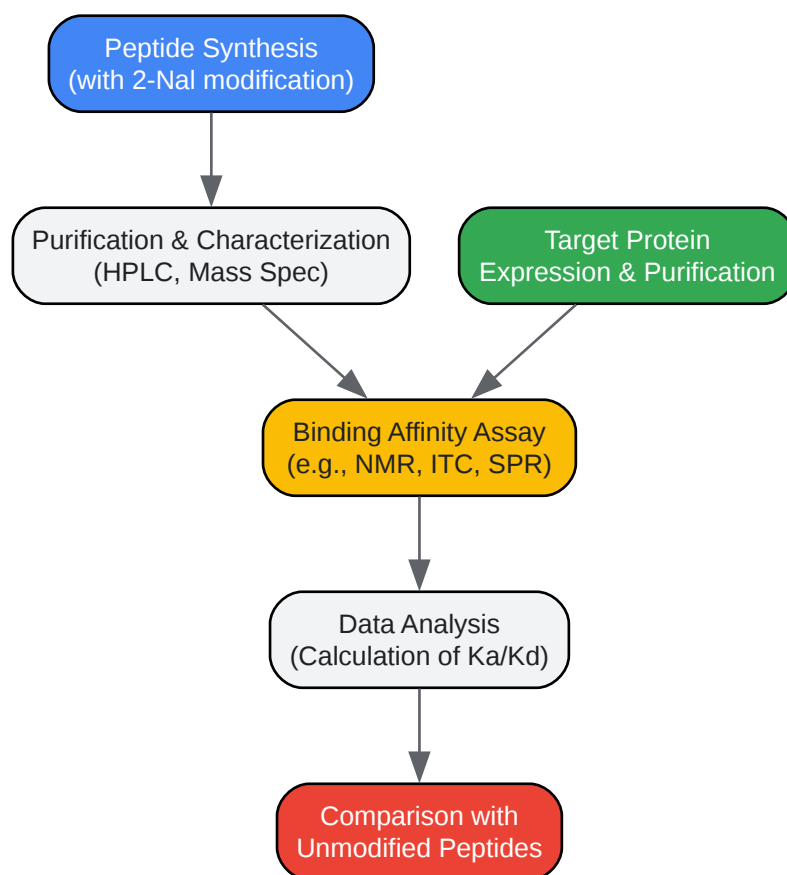 Peptide Synthesis
(with 2-Nal modification)
Purification & Characterization
(HPLC, Mass Spec)
Target Protein
Expression & Purification
Binding Affinity Assay
(e.g., NMR, ITC, SPR)
Data Analysis
(Calculation of Ka/Kd)
Comparison with
Unmodified Peptides